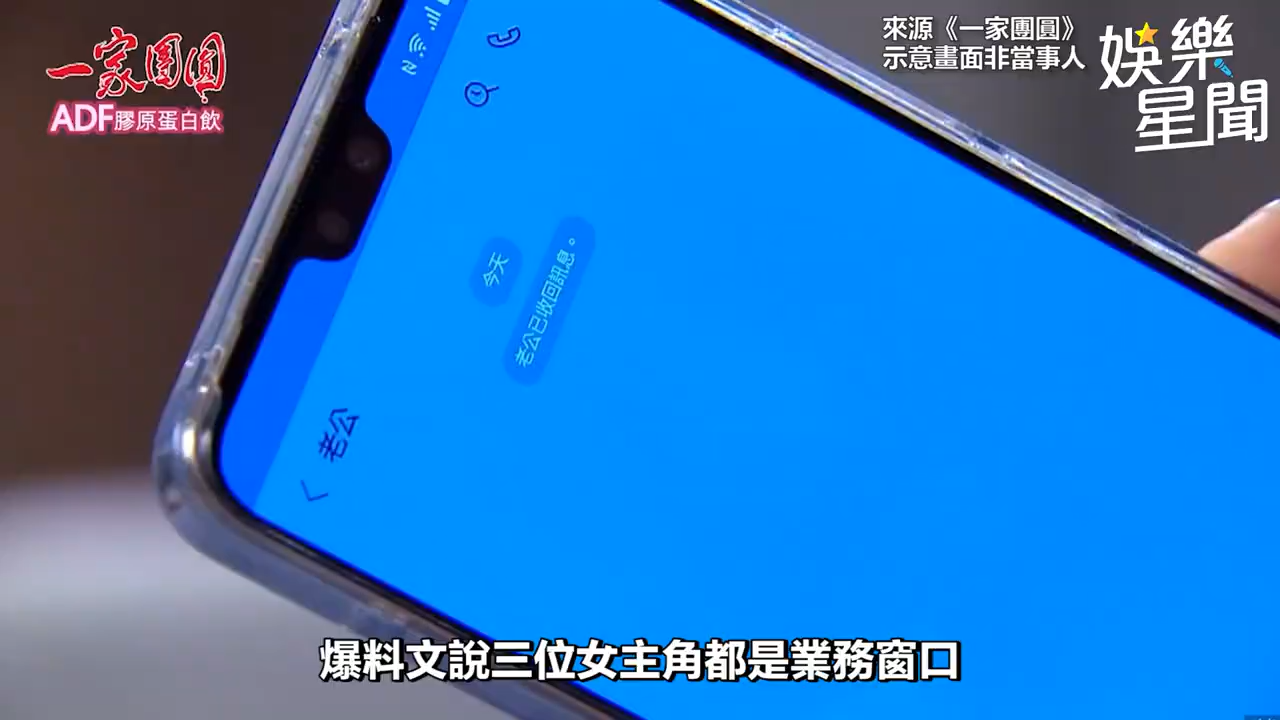 一家團圓
ADF膠原蛋白飲
來源《一家團圓》
示意畫面非當事人
娛樂
星聞
今天
老公已收回訊息。
老公
爆料文說三位女主角都是業務窗口